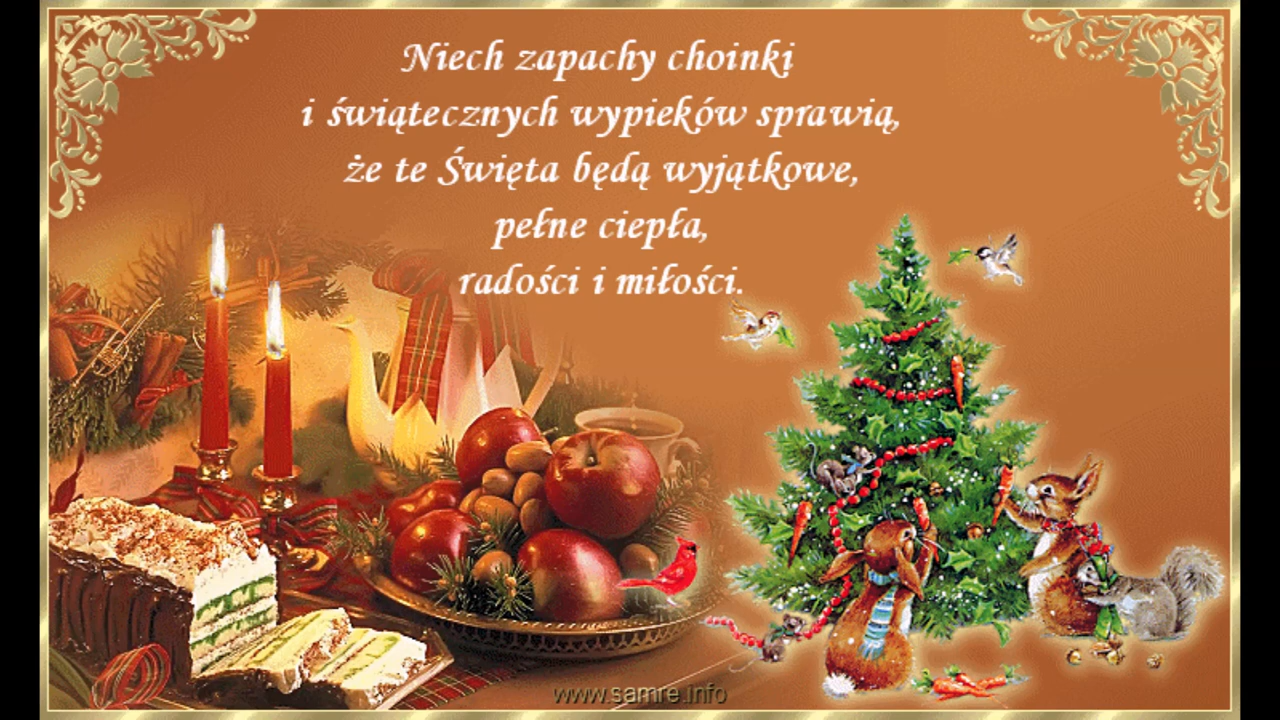 Niech zapachy choinki
i świątecznych wypieków sprawią,
że te Święta będą wyjątkowe,
pełne ciepła,
radości i miłości.
www.samre.info